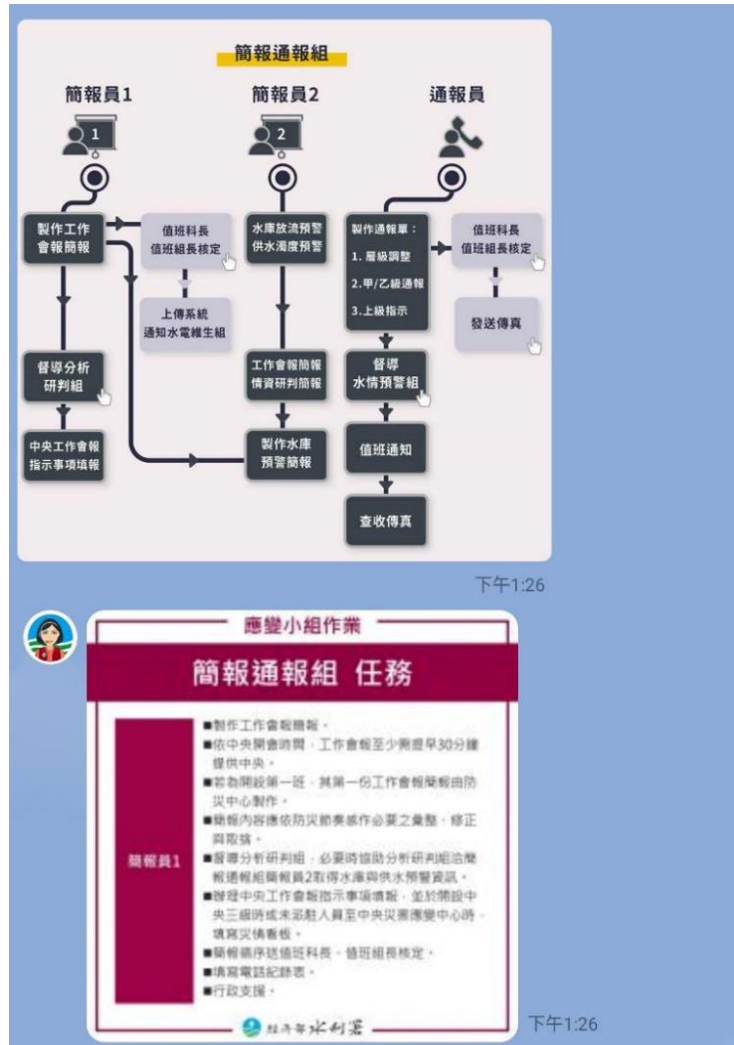 簡報通報組
簡報員1
簡報員2
通報員
1
2
製作工作
會報簡報
值班科長
值班組長核定
上傳系統
通知水電維生組
督導分析
研判組
中央工作會報
指示事項填報
水庫放流預警
供水濁度預警
工作會報簡報
情資研判簡報
製作水庫
預警簡報
製作通報單：
1. 層級調整
2.甲/乙級通報
3.上級指示
值班科長
值班組長核定
發送傳真
督導
水情預警組
值班通知
查收傳真
下午1:26
應變小組作業
簡報通報組 任務
簡報員1
■製作工作會報簡報。
■依中央開會時間，工作會報至少需提早30分鐘
提供中央。
■若為開設第一班，其第一份工作會報簡報由防
災中心製作。
■簡報內容應依防災節奏感作必要之彙整、修正
與取捨。
■督導分析研判組，必要時協助分析研判組洽簡
報通報組簡報員2取得水庫與供水預警資訊。
■辦理中央工作會報指示事項填報，並於開設中
央三級時或未派駐人員至中央災害應變中心時，
填寫災情看板。
■簡報循序送值班科長、值班組長核定。
■填寫電話紀錄表。
■行政支援。
經濟部水利署
下午1:26